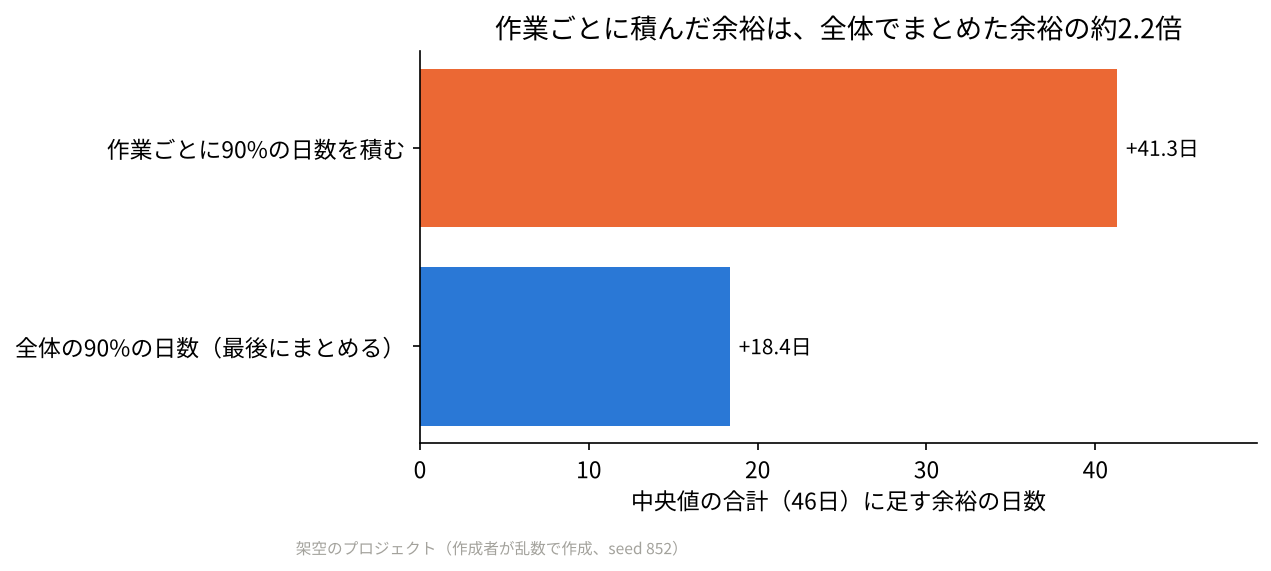 作業ごとに積んだ余裕は、全体でまとめた余裕の約2.2倍
作業ごとに90%の日数を積む
+41.3日
全体の90%の日数（最後にまとめる）
+18.4日
0 10 20 30 40
中央値の合計（46日）に足す余裕の日数
架空のプロジェクト（作成者が乱数で作成、seed 852）